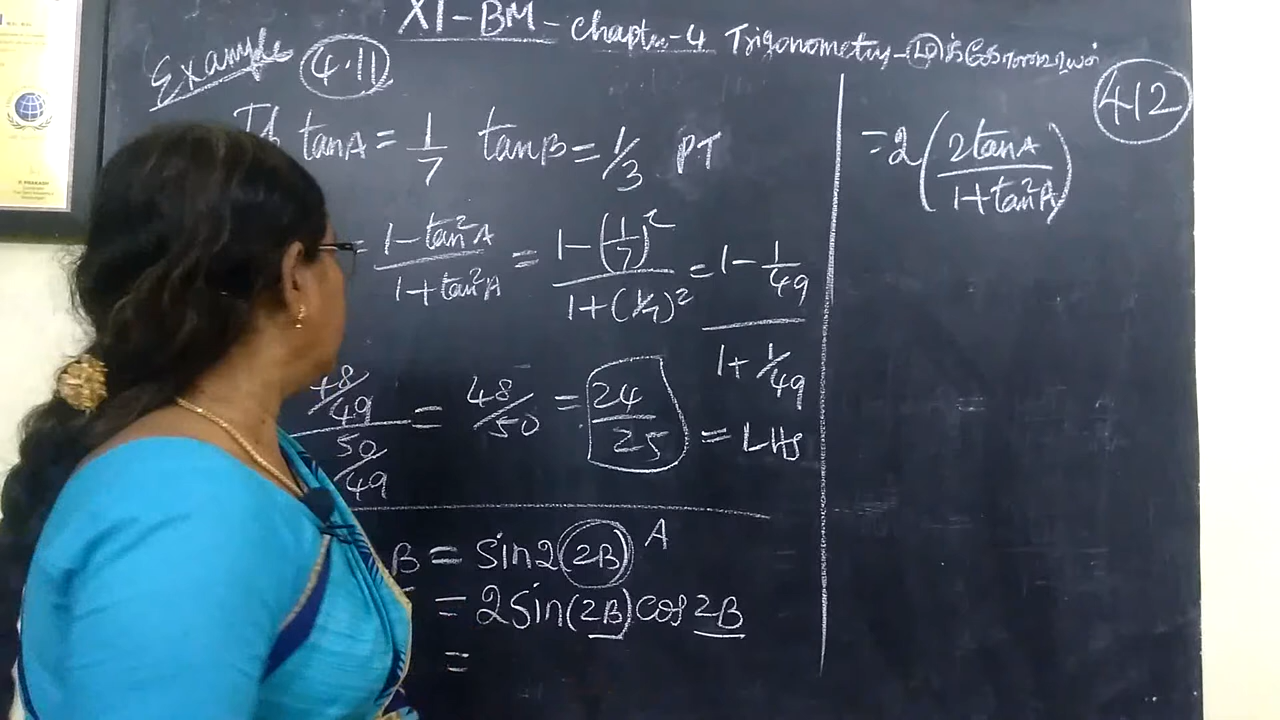 XI-BM-Chapter-4 Trigonometry-
Example 4.11
If tanA = 1/7 tanB = 1/3 PT
= (1-tan²A)/(1+tan²A) = (1-(1/7)²)/(1+(1/7)²) = (1-1/49)/(1+1/49)
(48/49)/(50/49) = 48/50 = 24/25 = LHS
B = sin2(2B) A
= 2sin(2B)cos2B
=
412
=2(2tanA/(1+tan²A))